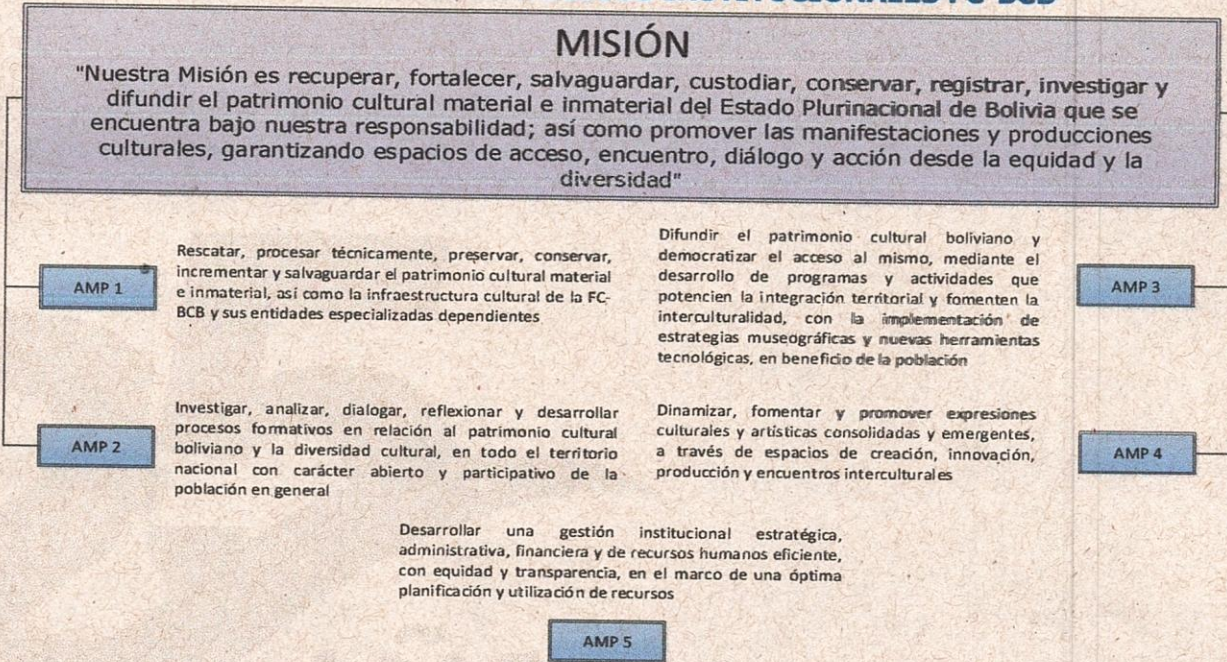 MISIÓN
"Nuestra Misión es recuperar, fortalecer, salvaguardar, custodiar, conservar, registrar, investigar y
difundir el patrimonio cultural material e inmaterial del Estado Plurinacional de Bolivia que se
encuentra bajo nuestra responsabilidad; así como promover las manifestaciones y producciones
culturales, garantizando espacios de acceso, encuentro, diálogo y acción desde la equidad y la
diversidad"
AMP 1
Rescatar, procesar técnicamente, preservar, conservar,
incrementar y salvaguardar el patrimonio cultural material
e inmaterial, así como la infraestructura cultural de la FC-
BCB y sus entidades especializadas dependientes
Difundir el patrimonio cultural boliviano y
democratizar el acceso al mismo, mediante el
desarrollo de programas y actividades que
potencien la integración territorial y fomenten la
interculturalidad, con la implementación de
estrategias museográficas y nuevas herramientas
tecnológicas, en beneficio de la población
AMP 3
AMP 2
Investigar, analizar, dialogar, reflexionar y desarrollar
procesos formativos en relación al patrimonio cultural
boliviano y la diversidad cultural, en todo el territorio
nacional con carácter abierto y participativo de la
población en general
Dinamizar, fomentar y promover expresiones
culturales y artísticas consolidadas y emergentes,
a través de espacios de creación, innovación,
producción y encuentros interculturales
AMP 4
Desarrollar una gestión institucional estratégica,
administrativa, financiera y de recursos humanos eficiente,
con equidad y transparencia, en el marco de una óptima
planificación y utilización de recursos
AMP 5